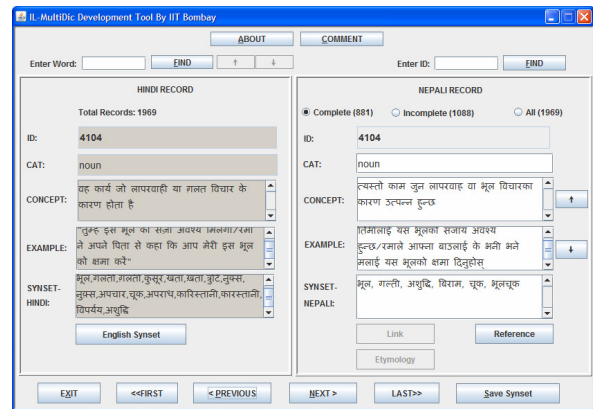 IL-MultiDic Development Tool By IIT Bombay
ABOUT COMMENT
Enter Word: FIND Enter ID: FIND
HINDI RECORD
Total Records: 1969
ID: 4104
CAT: noun
CONCEPT: वह कार्य जो लापरवाही या ग़लत विचार के
कारण होता है
EXAMPLE: "तुम्हें इस भूल की सज़ा अवश्य मिलेगी/रमा
ने अपने पिता से कहा कि आप मेरी इस भूल
को क्षमा करें"
SYNSET-HINDI: भूल,गलती,ग़लती,कुसूर,खता,ख़ता,त्रुटि,नुक्स,
नुक़्स,अपचार,चूक,अपराध,कारिस्तानी,कारस्तानी,
विपर्यय,अशुद्धि
English Synset
NEPALI RECORD
Complete (881) Incomplete (1088) All (1969)
ID: 4104
CAT: noun
CONCEPT: त्यस्तो काम जुन लापरवाह वा भूल विचारका
कारण उत्पन्न हुन्छ
EXAMPLE: तिमीलाई यस भूलको सजाय अवश्य
हुन्छ/रमाले आफ्ना बाउलाई के भनी भने
मलाई यस भूलको क्षमा दिनुहोस्
SYNSET-NEPALI: भूल, गल्ती, अशुद्धि, बिराम, चूक, भूलचूक
Link Reference
Etymology
EXIT <<FIRST < PREVIOUS NEXT > LAST>> Save Synset